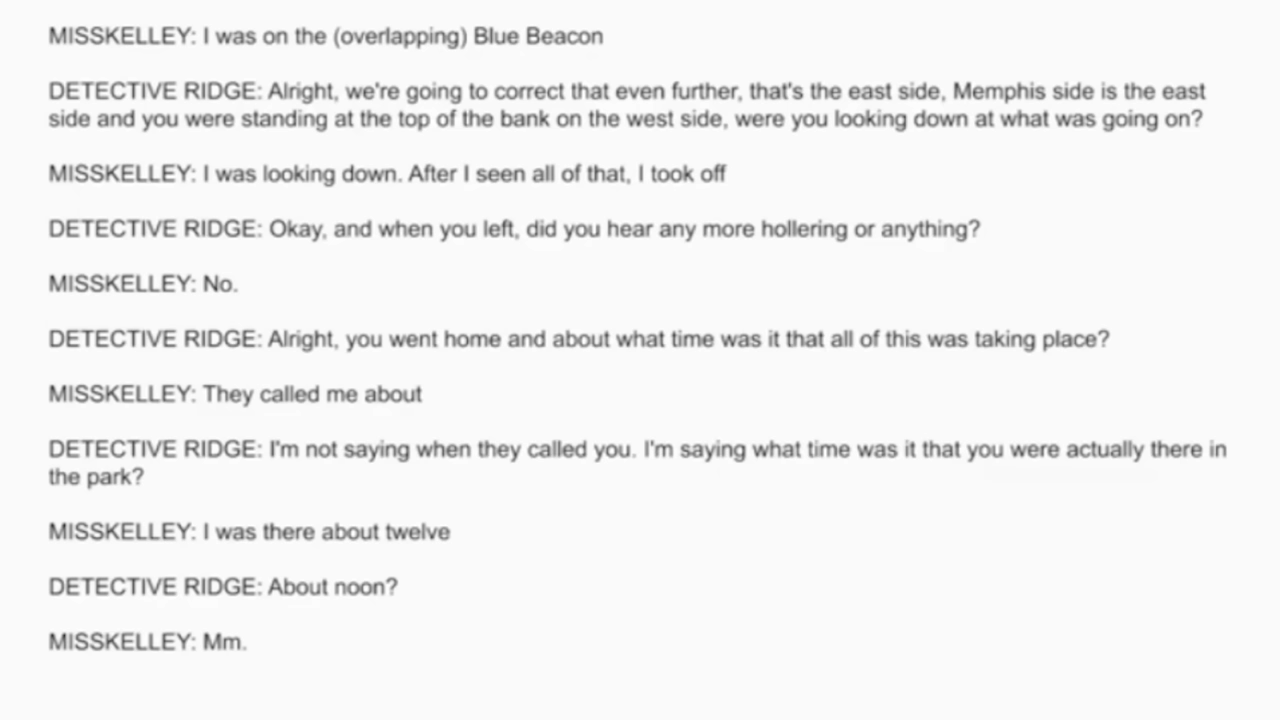 MISSKELLEY: I was on the (overlapping) Blue Beacon
DETECTIVE RIDGE: Alright, we're going to correct that even further, that's the east side, Memphis side is the east
side and you were standing at the top of the bank on the west side, were you looking down at what was going on?
MISSKELLEY: I was looking down. After I seen all of that, I took off
DETECTIVE RIDGE: Okay, and when you left, did you hear any more hollering or anything?
MISSKELLEY: No.
DETECTIVE RIDGE: Alright, you went home and about what time was it that all of this was taking place?
MISSKELLEY: They called me about
DETECTIVE RIDGE: I'm not saying when they called you. I'm saying what time was it that you were actually there in
the park?
MISSKELLEY: I was there about twelve
DETECTIVE RIDGE: About noon?
MISSKELLEY: Mm.